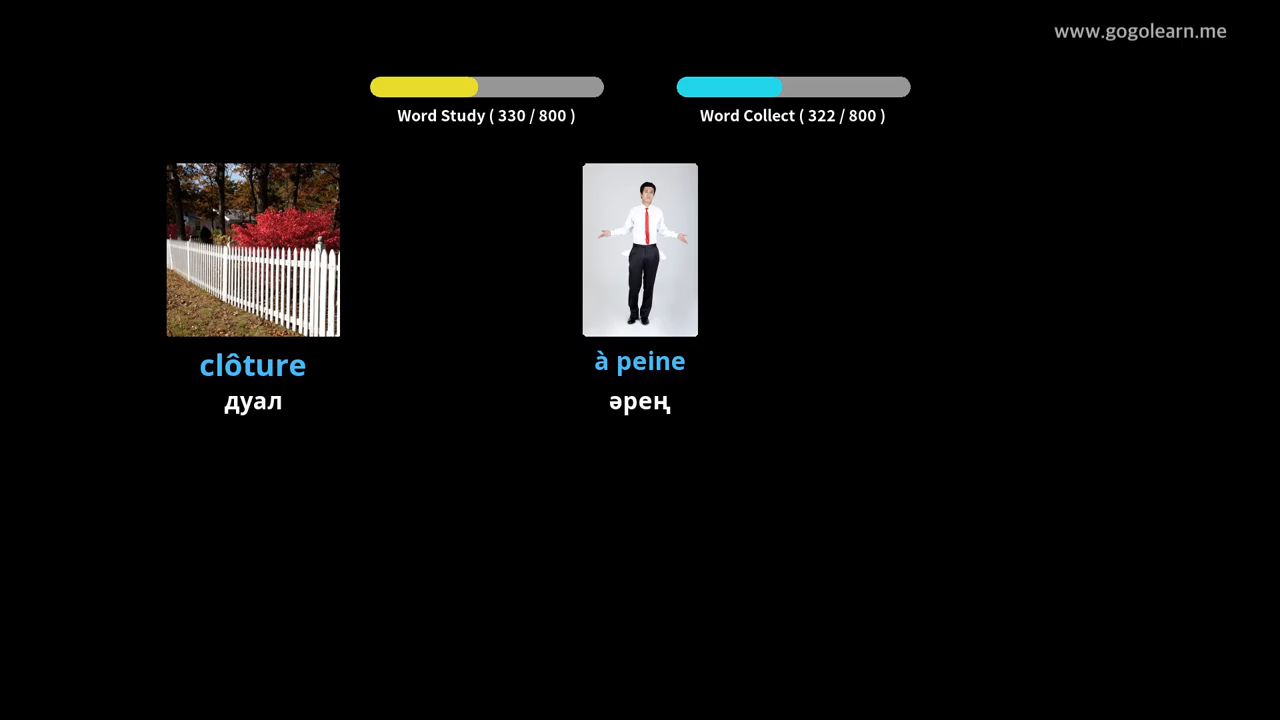 www.gogolearn.me
Word Study ( 330 / 800 )
Word Collect ( 322 / 800 )
clôture
à peine
дуал
әрең